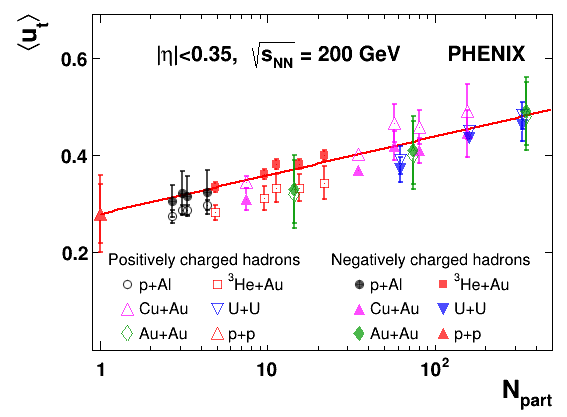 ⟨u_t⟩
|η|<0.35, √s_NN = 200 GeV PHENIX
0.6
0.4
0.2
Positively charged hadrons Negatively charged hadrons
p+Al ³He+Au p+Al ³He+Au
Cu+Au U+U Cu+Au U+U
Au+Au p+p Au+Au p+p
1 10 10²
N_part